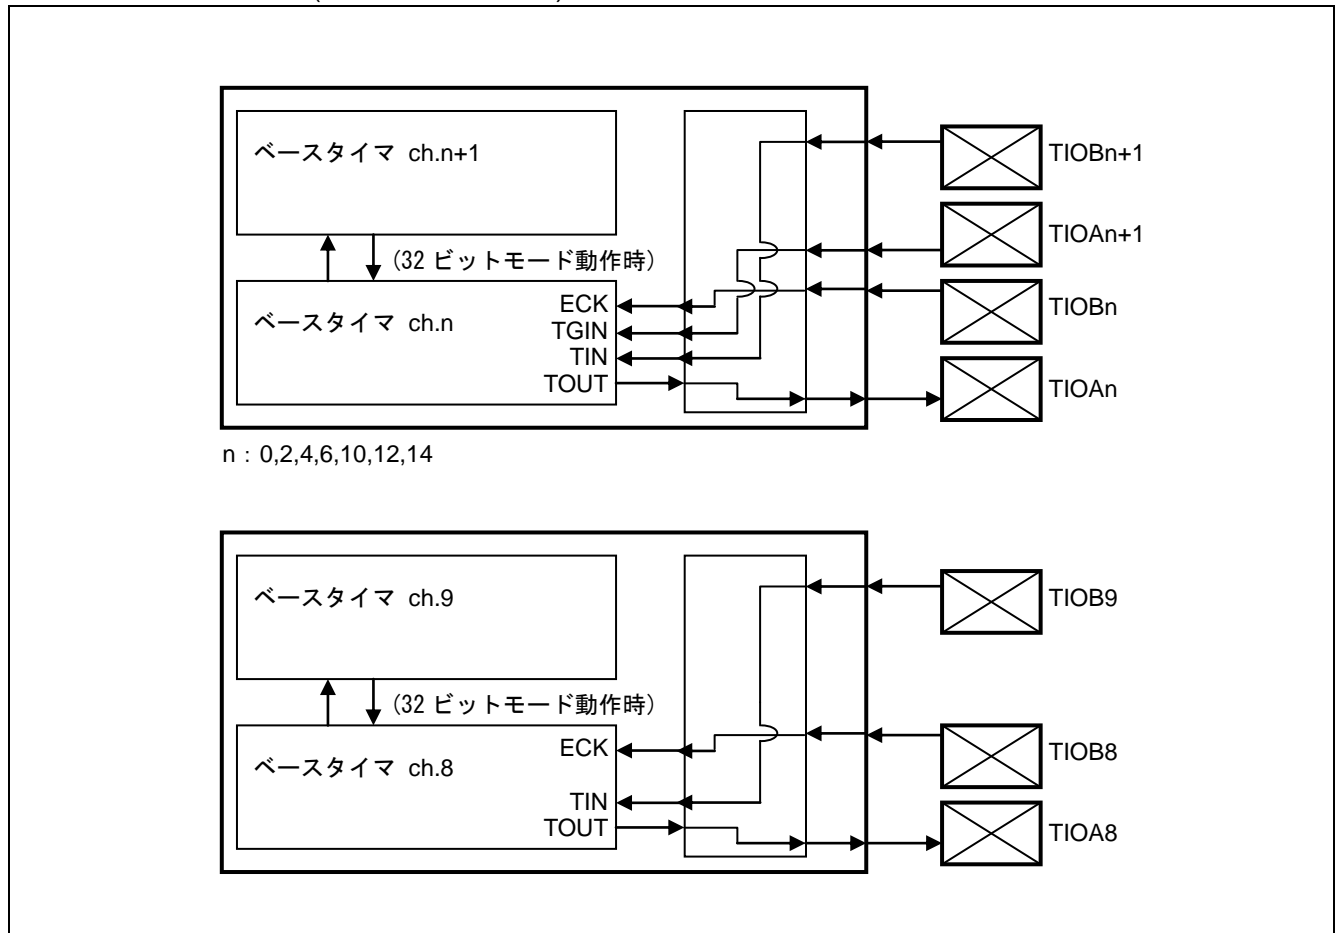 ベースタイマ ch.n+1
TIOBn+1
TIOAn+1
(32 ビットモード動作時)
ECK
TIOBn
ベースタイマ ch.n
TGIN
TIN
TOUT
TIOAn
n : 0,2,4,6,10,12,14
ベースタイマ ch.9
TIOB9
(32 ビットモード動作時)
ECK
TIOB8
ベースタイマ ch.8
TIN
TOUT
TIOA8